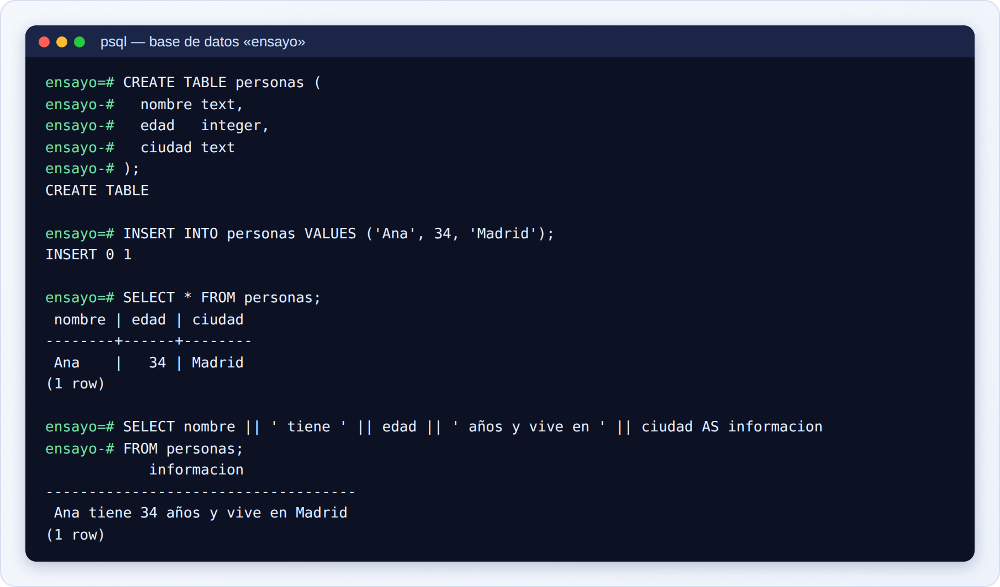 psql — base de datos «ensayo»
ensayo=# CREATE TABLE personas (
ensayo-#   nombre text,
ensayo-#   edad   integer,
ensayo-#   ciudad text
ensayo-# );
CREATE TABLE
ensayo=# INSERT INTO personas VALUES ('Ana', 34, 'Madrid');
INSERT 0 1
ensayo=# SELECT * FROM personas;
 nombre | edad | ciudad
--------+------+--------
 Ana    |   34 | Madrid
(1 row)
ensayo=# SELECT nombre || ' tiene ' || edad || ' años y vive en ' || ciudad AS informacion
ensayo-# FROM personas;
            informacion
------------------------------------
 Ana tiene 34 años y vive en Madrid
(1 row)